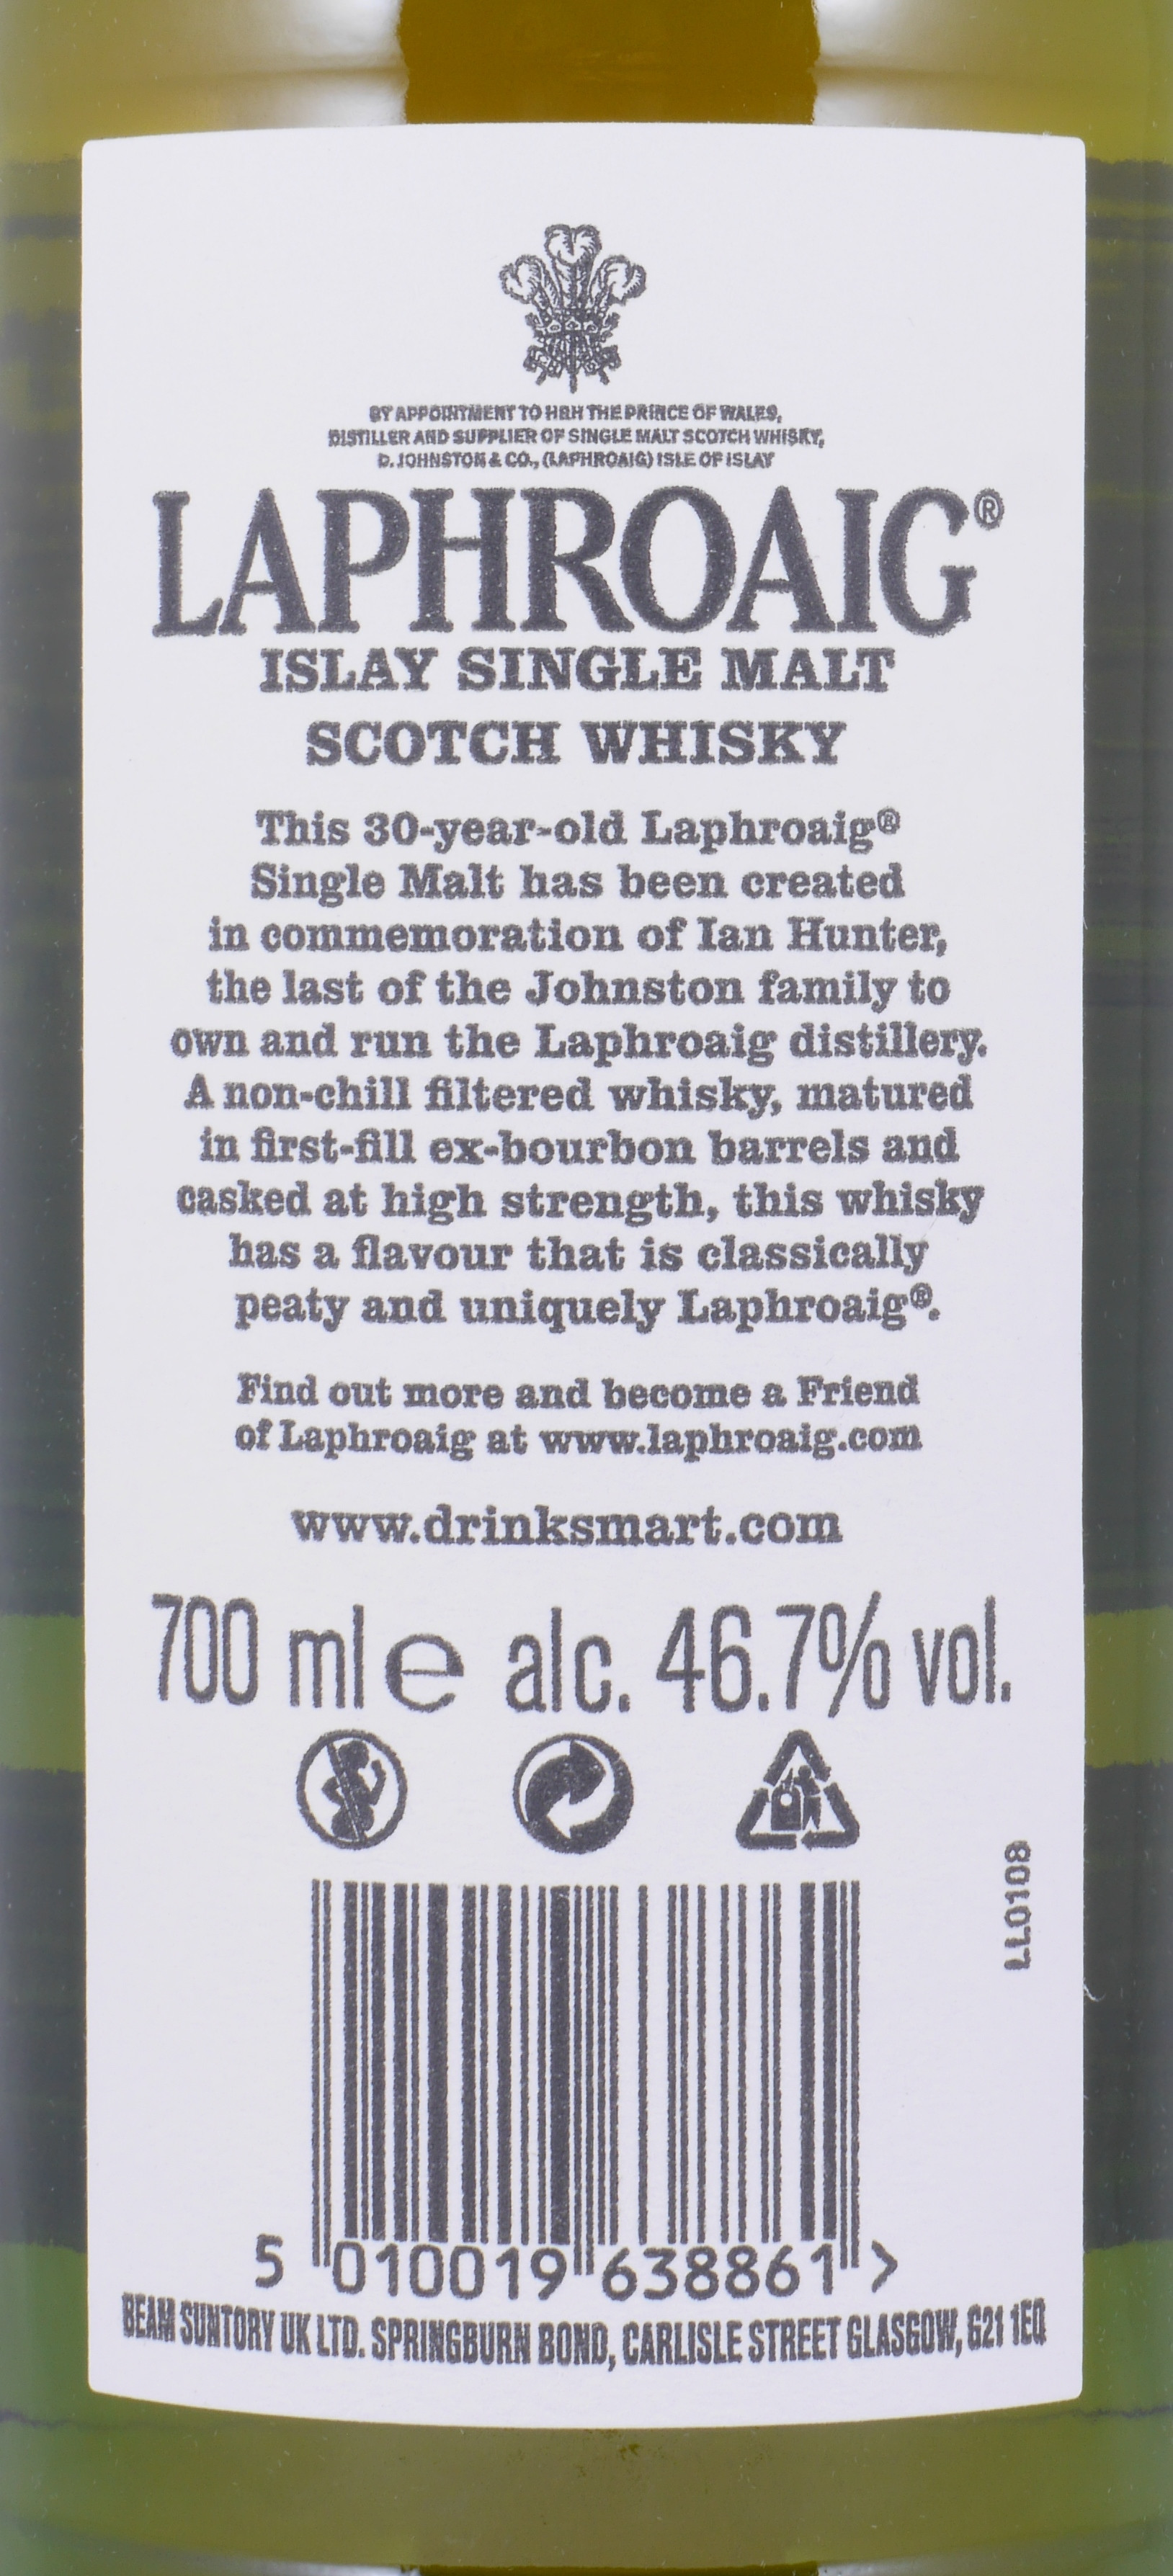 BY APPOINTMENT TO HRH THE PRINCE OF WALES,
DISTILLER AND SUPPLIER OF SINGLE MALT SCOTCH WHISKY,
D. JOHNSTON & CO., (LAPHROAIG) ISLE OF ISLAY
LAPHROAIG®
ISLAY SINGLE MALT
SCOTCH WHISKY
This 30-year-old Laphroaig®
Single Malt has been created
in commemoration of Ian Hunter,
the last of the Johnston family to
own and run the Laphroaig distillery.
A non-chill filtered whisky, matured
in first-fill ex-bourbon barrels and
casked at high strength, this whisky
has a flavour that is classically
peaty and uniquely Laphroaig®.
Find out more and become a Friend
of Laphroaig at www.laphroaig.com
www.drinksmart.com
700 ml e alc. 46.7% vol.
LL0108
5 010019 638861 >
BEAM SUNTORY UK LTD. SPRINGBURN BOND, CARLISLE STREET GLASGOW, G21 1EQ